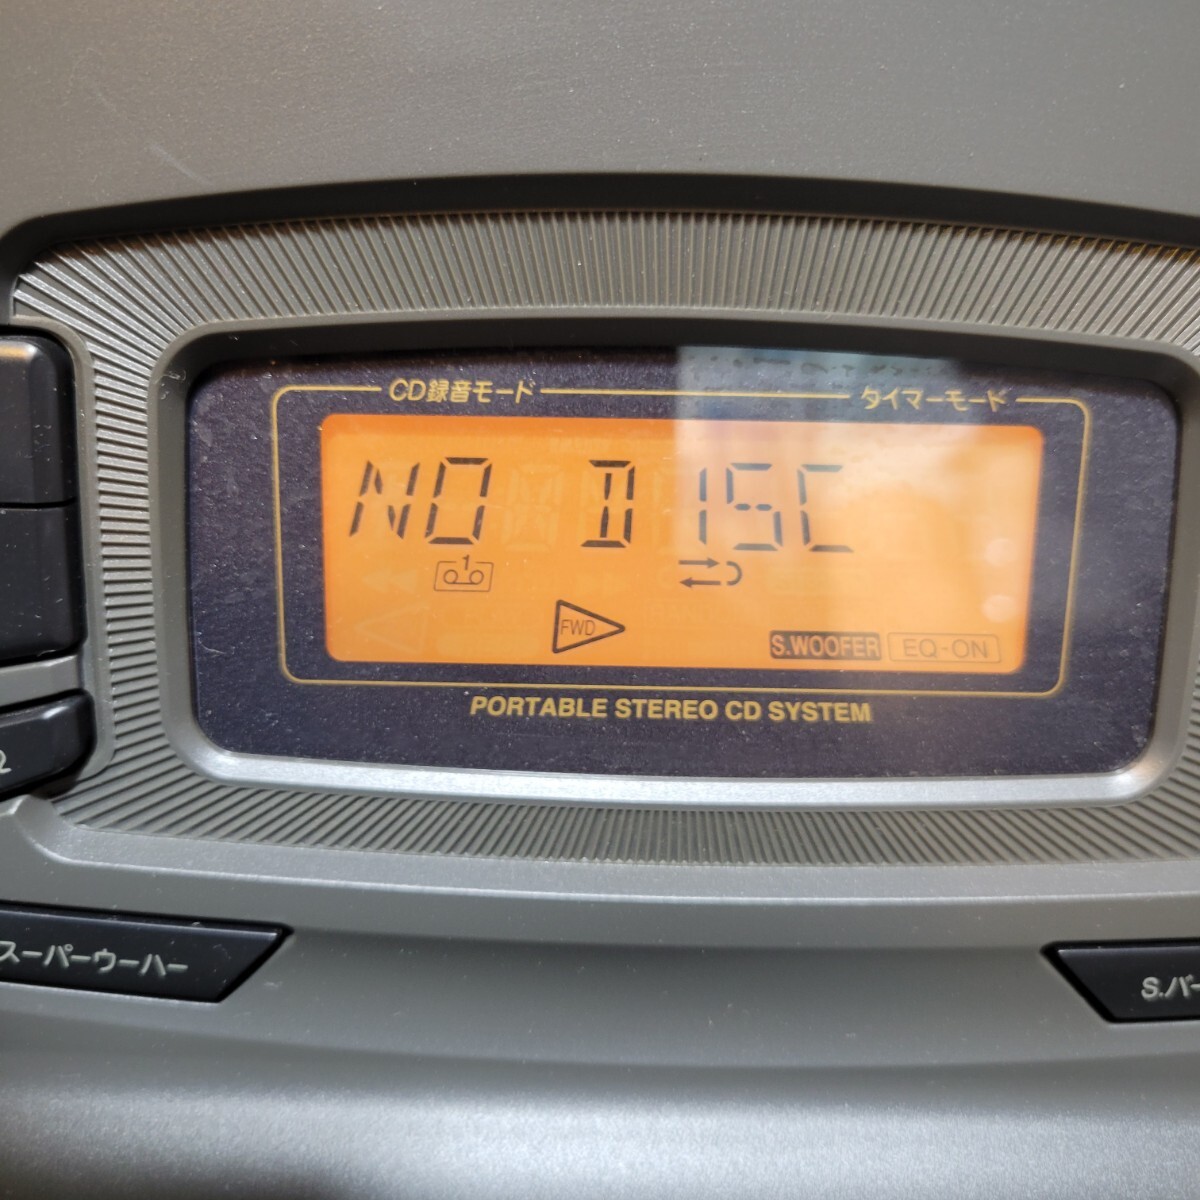 CD録音モード タイマーモード
NO DISC
1
FWD
S.WOOFER EQ-ON
PORTABLE STEREO CD SYSTEM
Ω
スーパーウーハー
S.バー